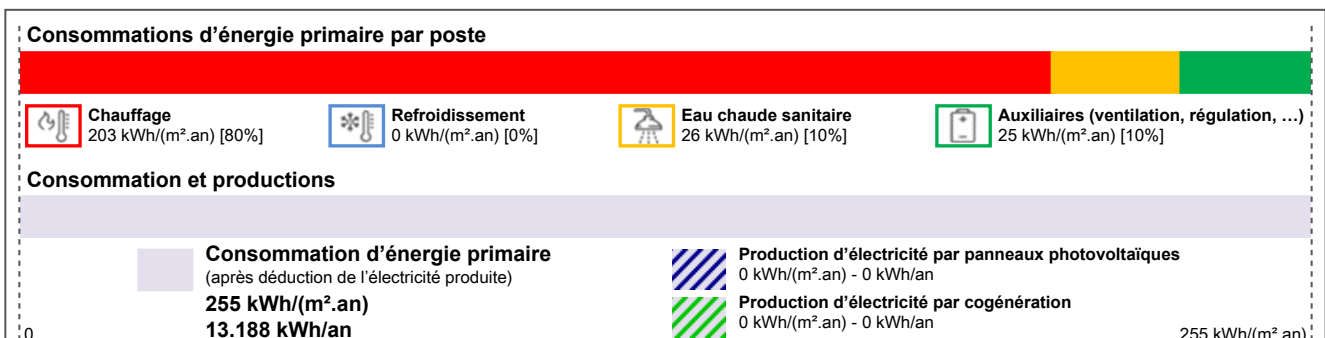 Consommations d'énergie primaire par poste
Chauffage
203 kWh/(m².an) [80%]
Refroidissement
0 kWh/(m².an) [0%]
Eau chaude sanitaire
26 kWh/(m².an) [10%]
Auxiliaires (ventilation, régulation, …)
25 kWh/(m².an) [10%]
Consommation et productions
Consommation d'énergie primaire
(après déduction de l'électricité produite)
255 kWh/(m².an)
13.188 kWh/an
Production d'électricité par panneaux photovoltaïques
0 kWh/(m².an) - 0 kWh/an
Production d'électricité par cogénération
0 kWh/(m².an) - 0 kWh/an
0
255 kWh/(m².an)